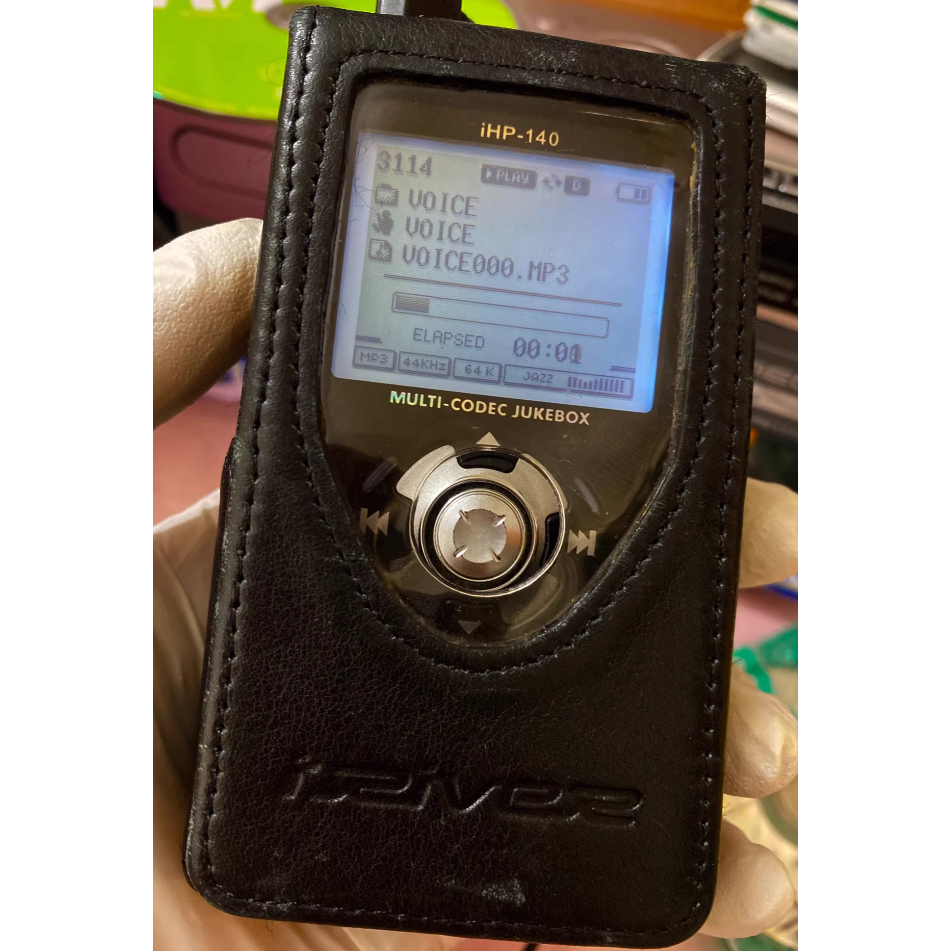 iHP-140
3114 PLAY D
VOICE
VOICE
VOICE000.MP3
ELAPSED
MP3 44KHz 64K JAZZ
MULTI-CODEC JUKEBOX
iRiver